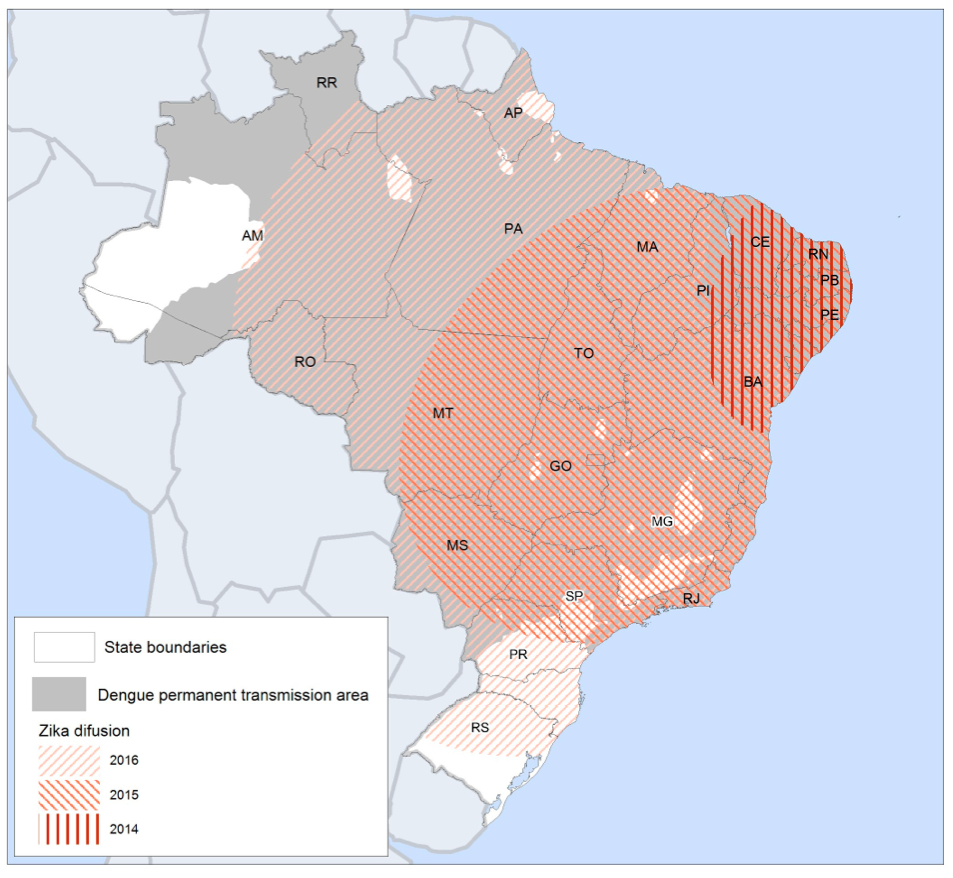 RR
AP
AM
PA
MA
CE
RN
PB
PI
PE
RO
TO
BA
MT
GO
MG
MS
SP
RJ
PR
RS
State boundaries
Dengue permanent transmission area
Zika difusion
2016
2015
2014